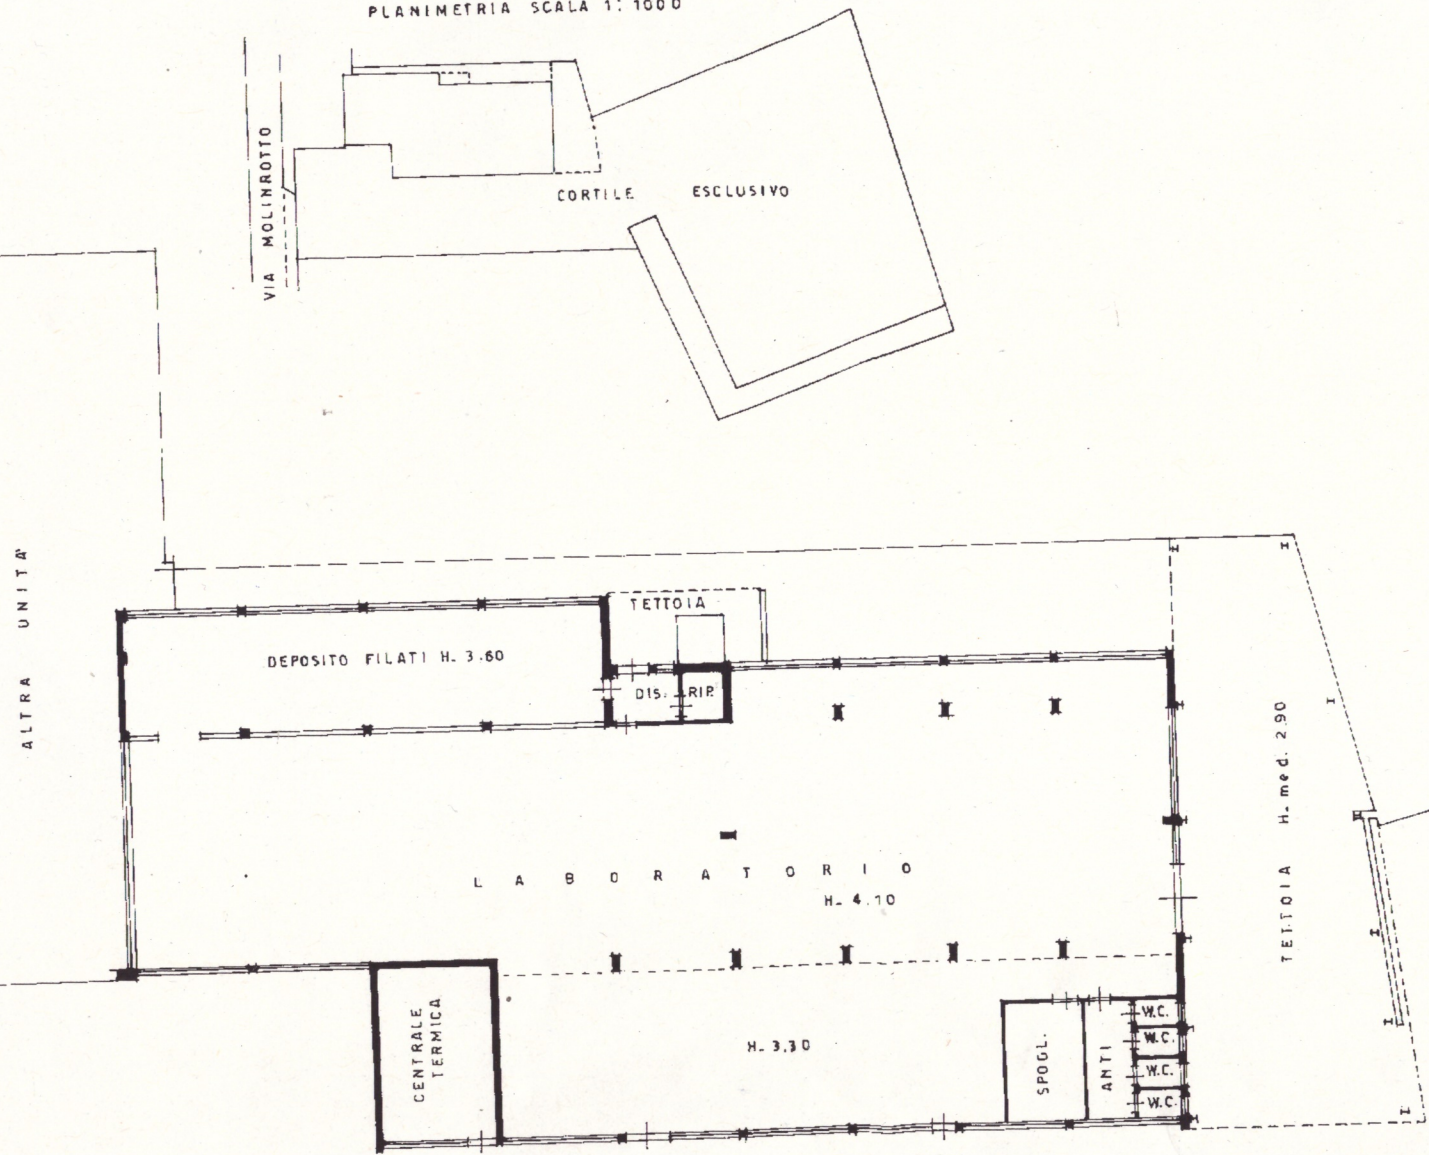 PLANIMETRIA SCALA 1:1000
VIA MOLINROTTO
CORTILE ESCLUSIVO
ALTRA UNITA'
TETTOIA
DEPOSITO FILATI H. 3.60
DIS.
RIP.
LABORATORIO
H. 4.10
TETTOIA H. med. 2.90
CENTRALE
TERMICA
H. 3.30
SPOGL.
ANTI
W.C.
W.C.
W.C.
W.C.